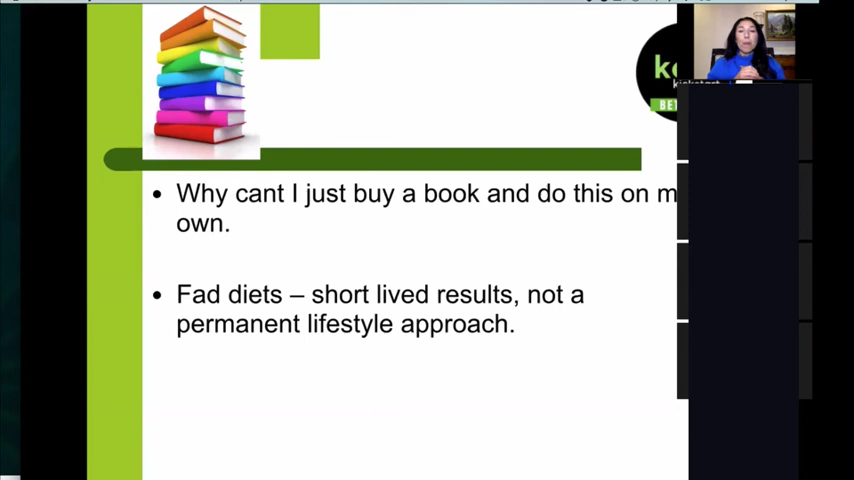 Why cant I just buy a book and do this on
own.
Fad diets – short lived results, not a
permanent lifestyle approach.